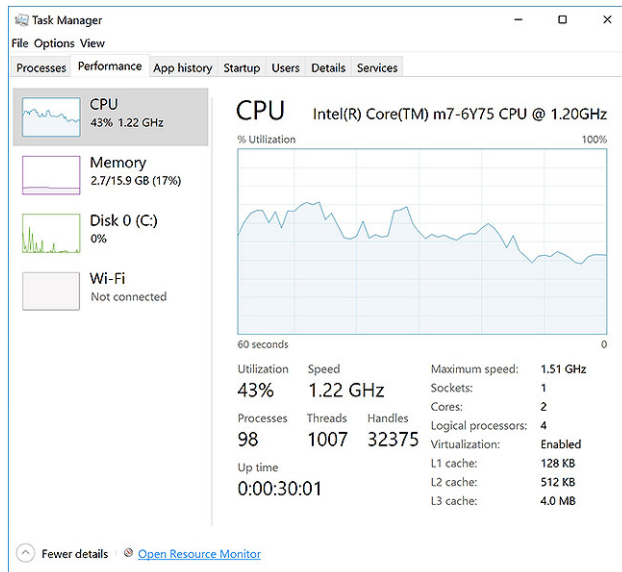 Task Manager
File Options View
Processes Performance App history Startup Users Details Services
CPU
43% 1.22 GHz
Memory
2.7/15.9 GB (17%)
Disk 0 (C:)
0%
Wi-Fi
Not connected
CPU Intel(R) Core(TM) m7-6Y75 CPU @ 1.20GHz
% Utilization 100%
60 seconds 0
Utilization Speed
43% 1.22 GHz
Processes Threads Handles
98 1007 32375
Up time
0:00:30:01
Maximum speed: 1.51 GHz
Sockets: 1
Cores: 2
Logical processors: 4
Virtualization: Enabled
L1 cache: 128 KB
L2 cache: 512 KB
L3 cache: 4.0 MB
Fewer details Open Resource Monitor